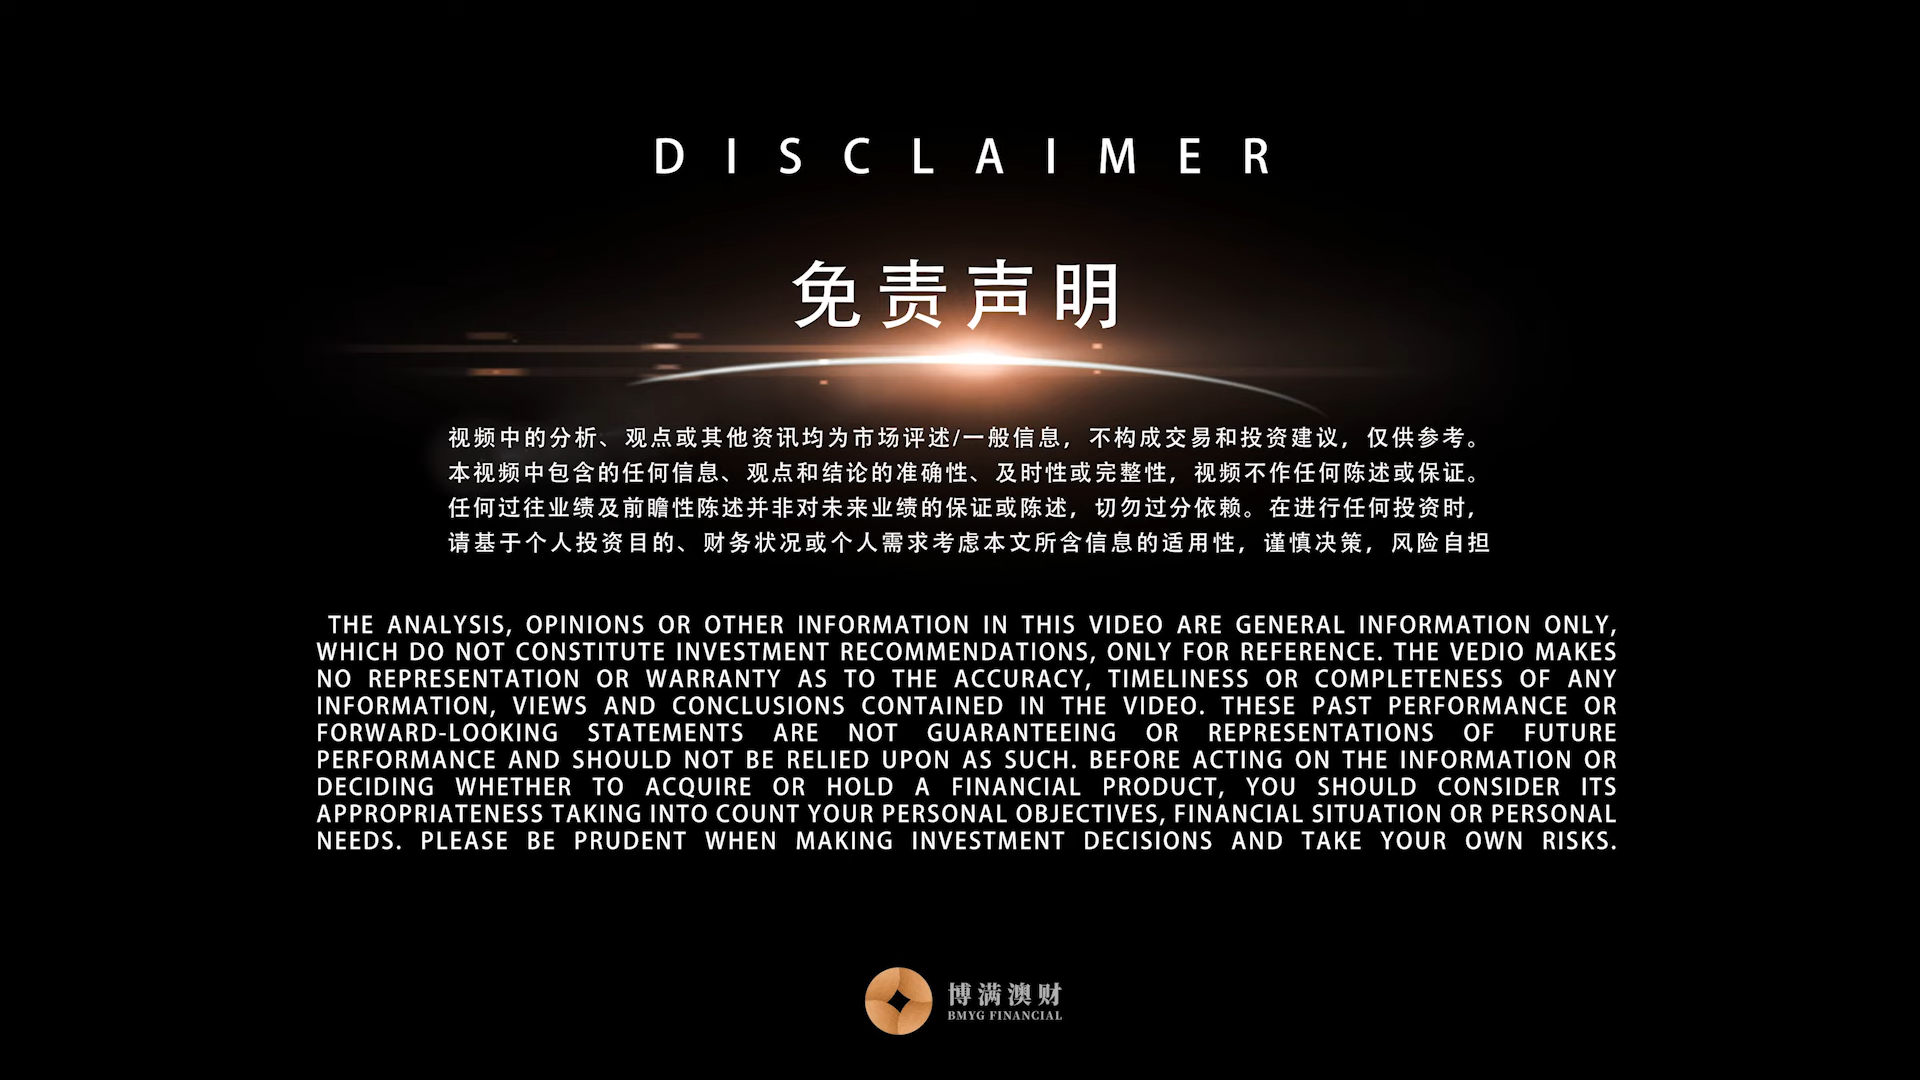 DISCLAIMER
免责声明
视频中的分析、观点或其他资讯均为市场评述/一般信息，不构成交易和投资建议，仅供参考。
本视频中包含的任何信息、观点和结论的准确性、及时性或完整性，视频不作任何陈述或保证。
任何过往业绩及前瞻性陈述并非对未来业绩的保证或陈述，切勿过分依赖。在进行任何投资时，
请基于个人投资目的、财务状况或个人需求考虑本文所含信息的适用性，谨慎决策，风险自担
THE ANALYSIS, OPINIONS OR OTHER INFORMATION IN THIS VIDEO ARE GENERAL INFORMATION ONLY,
WHICH DO NOT CONSTITUTE INVESTMENT RECOMMENDATIONS, ONLY FOR REFERENCE. THE VEDIO MAKES
NO REPRESENTATION OR WARRANTY AS TO THE ACCURACY, TIMELINESS OR COMPLETENESS OF ANY
INFORMATION, VIEWS AND CONCLUSIONS CONTAINED IN THE VIDEO. THESE PAST PERFORMANCE OR
FORWARD-LOOKING STATEMENTS ARE NOT GUARANTEEING OR REPRESENTATIONS OF FUTURE
PERFORMANCE AND SHOULD NOT BE RELIED UPON AS SUCH. BEFORE ACTING ON THE INFORMATION OR
DECIDING WHETHER TO ACQUIRE OR HOLD A FINANCIAL PRODUCT, YOU SHOULD CONSIDER ITS
APPROPRIATENESS TAKING INTO COUNT YOUR PERSONAL OBJECTIVES, FINANCIAL SITUATION OR PERSONAL
NEEDS. PLEASE BE PRUDENT WHEN MAKING INVESTMENT DECISIONS AND TAKE YOUR OWN RISKS.
博满澳财
BMYG FINANCIAL